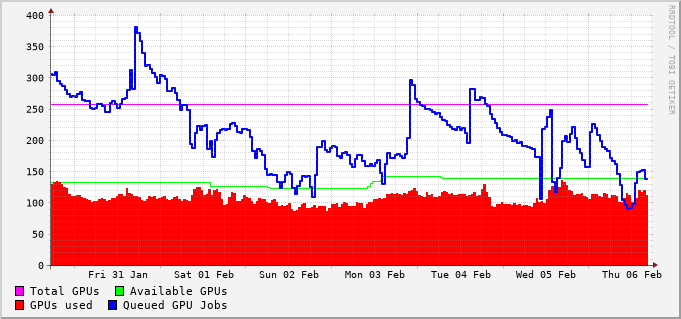 400
350
300
250
200
150
100
50
0
Fri 31 Jan Sat 01 Feb Sun 02 Feb Mon 03 Feb Tue 04 Feb Wed 05 Feb Thu 06 Feb
Total GPUs Available GPUs
GPUs used Queued GPU Jobs
RRDTOOL / TOBI OETIKER